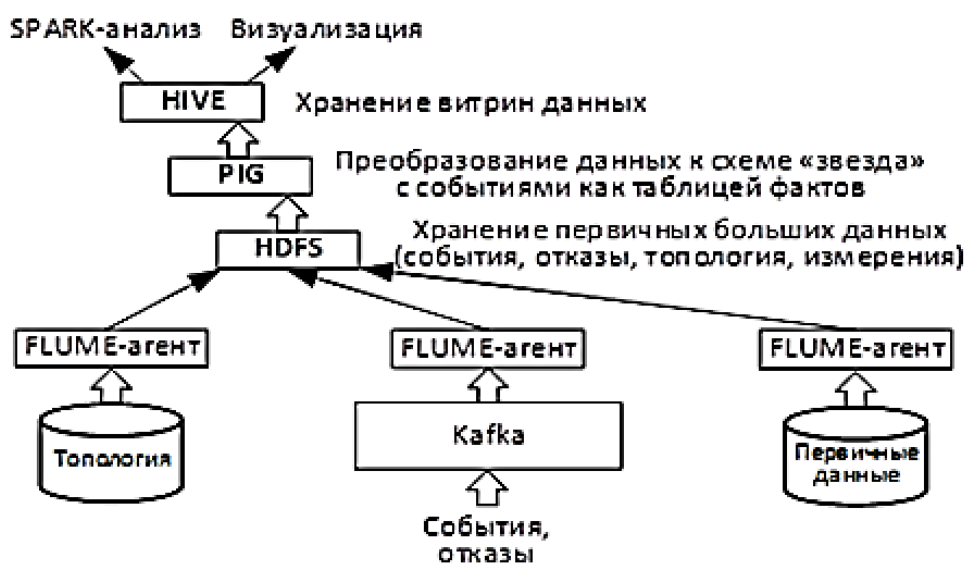 SPARK-анализ Визуализация
HIVE
Хранение витрин данных
PIG
Преобразование данных к схеме «звезда»
с событиями как таблицей фактов
HDFS
Хранение первичных больших данных
(события, отказы, топология, измерения)
FLUME-агент
FLUME-агент
FLUME-агент
Топология
Kafka
Первичные
данные
События,
отказы